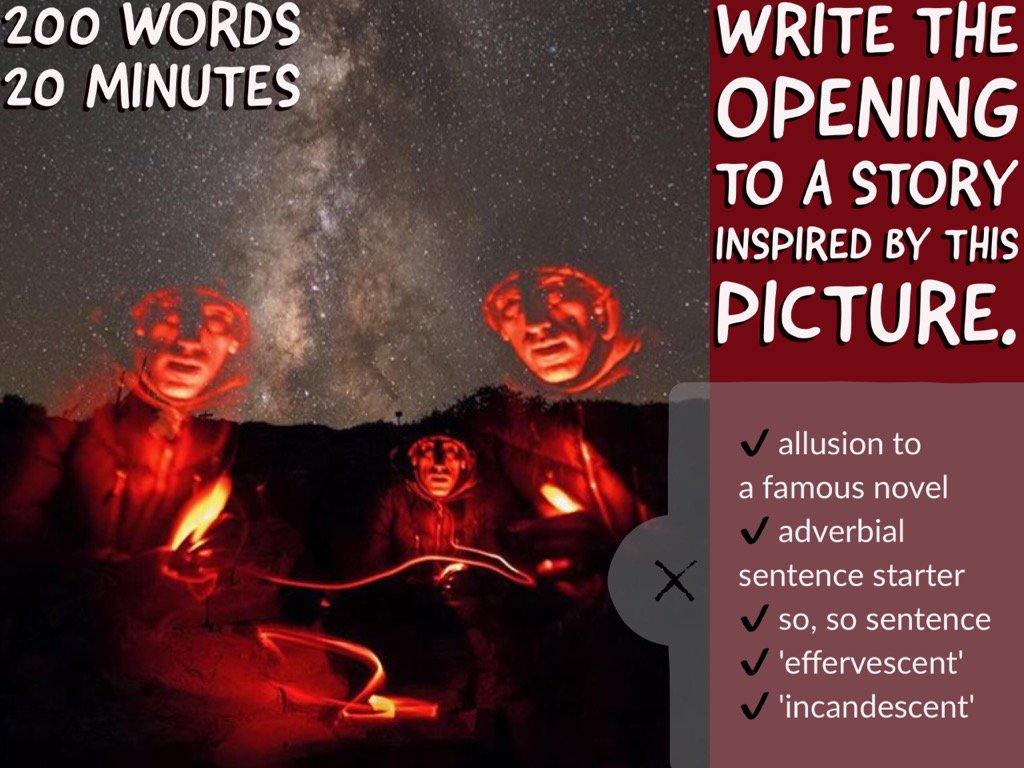 200 WORDS
20 MINUTES
WRITE THE
OPENING
TO A STORY
INSPIRED BY THIS
PICTURE.
✔ allusion to
a famous novel
✔ adverbial
sentence starter
✔ so, so sentence
✔ 'effervescent'
✔ 'incandescent'